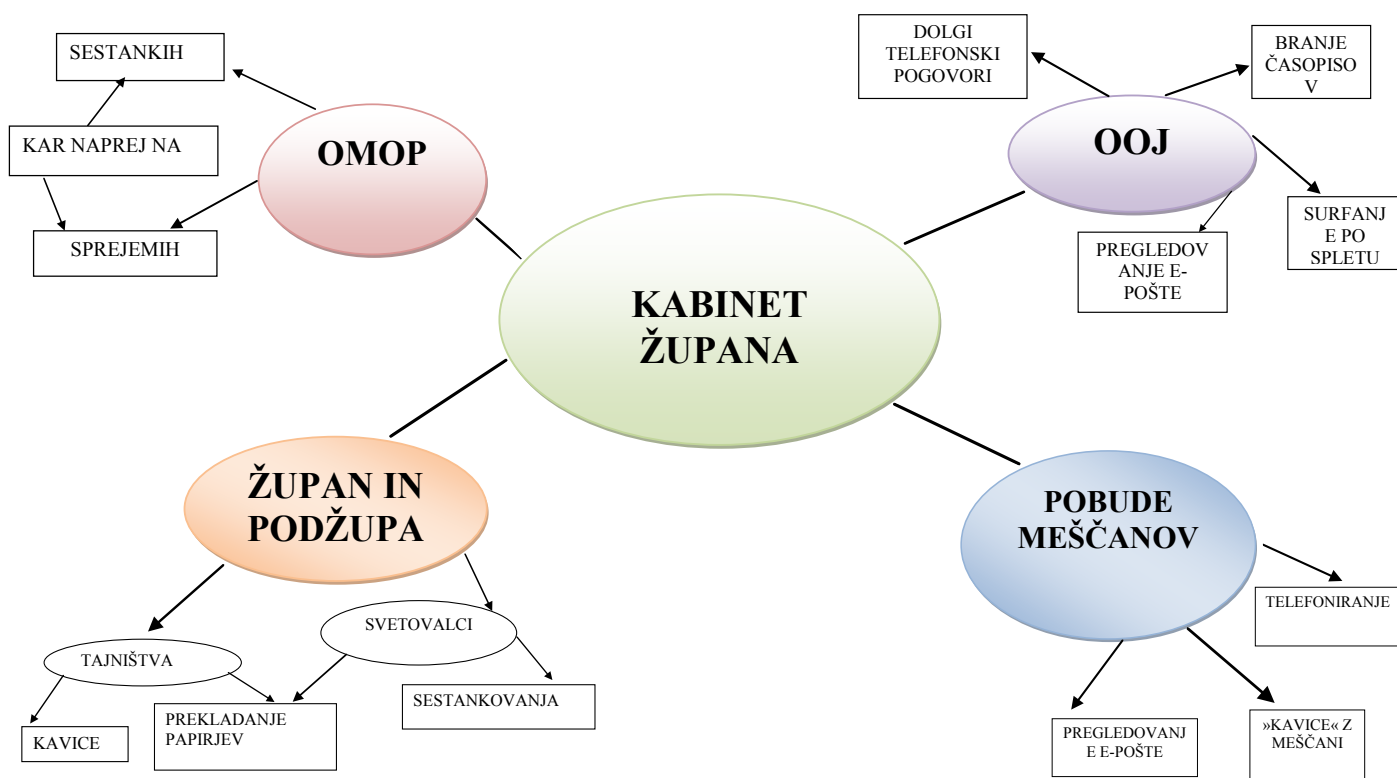 SESTANKIH
KAR NAPREJ NA
SPREJEMIH
OMOP
DOLGI
TELEFONSKI
POGOVORI
BRANJE
ČASOPISO
V
OOJ
SURFANJ
E PO
SPLETU
PREGLEDOV
ANJE E-
POŠTE
KABINET
ŽUPANA
ŽUPAN IN
PODŽUPA
SVETOVALCI
TAJNIŠTVA
SESTANKOVANJA
PREKLADANJE
PAPIRJEV
KAVICE
POBUDE
MEŠČANOV
TELEFONIRANJE
PREGLEDOVANJ
E E-POŠTE
»KAVICE« Z
MEŠČANI